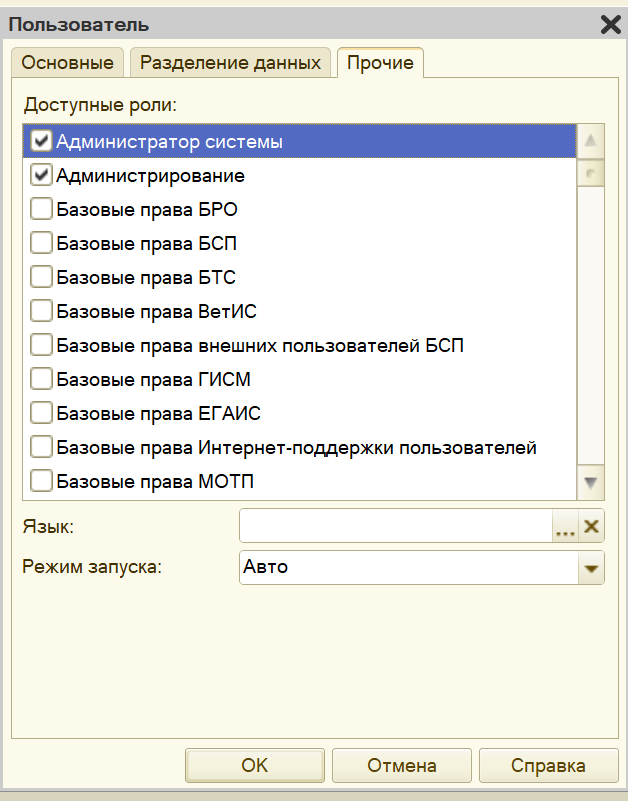 Пользователь
Основные Разделение данных Прочие
Доступные роли:
Администратор системы
Администрирование
Базовые права БРО
Базовые права БСП
Базовые права БТС
Базовые права ВетИС
Базовые права внешних пользователей БСП
Базовые права ГИСМ
Базовые права ЕГАИС
Базовые права Интернет-поддержки пользователей
Базовые права МОТП
Язык: ...
Режим запуска: Авто
OK Отмена Справка